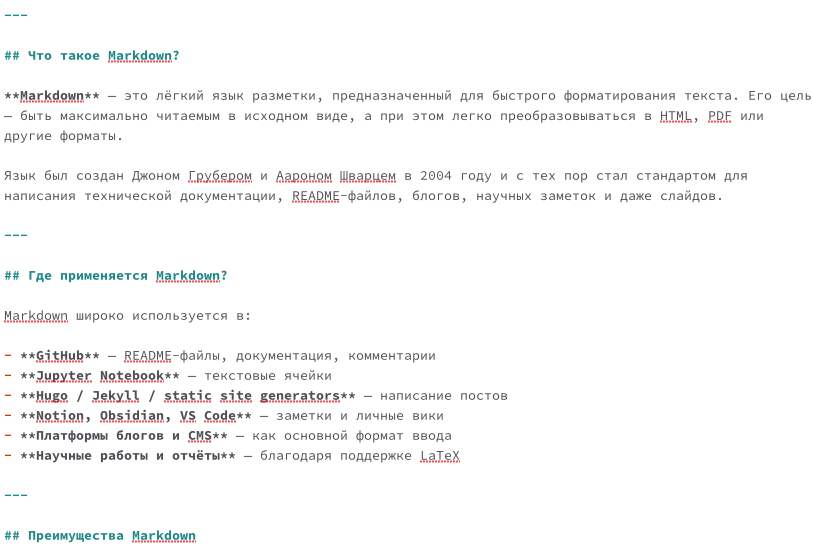 ---
## Что такое Markdown?
**Markdown** — это лёгкий язык разметки, предназначенный для быстрого форматирования текста. Его цель
— быть максимально читаемым в исходном виде, а при этом легко преобразовываться в HTML, PDF или
другие форматы.
Язык был создан Джоном Грубером и Аароном Шварцем в 2004 году и с тех пор стал стандартом для
написания технической документации, README-файлов, блогов, научных заметок и даже слайдов.
---
## Где применяется Markdown?
Markdown широко используется в:
- **GitHub** — README-файлы, документация, комментарии
- **Jupyter Notebook** — текстовые ячейки
- **Hugo / Jekyll / static site generators** — написание постов
- **Notion, Obsidian, VS Code** — заметки и личные вики
- **Платформы блогов и CMS** — как основной формат ввода
- **Научные работы и отчёты** — благодаря поддержке LaTeX
---
## Преимущества Markdown